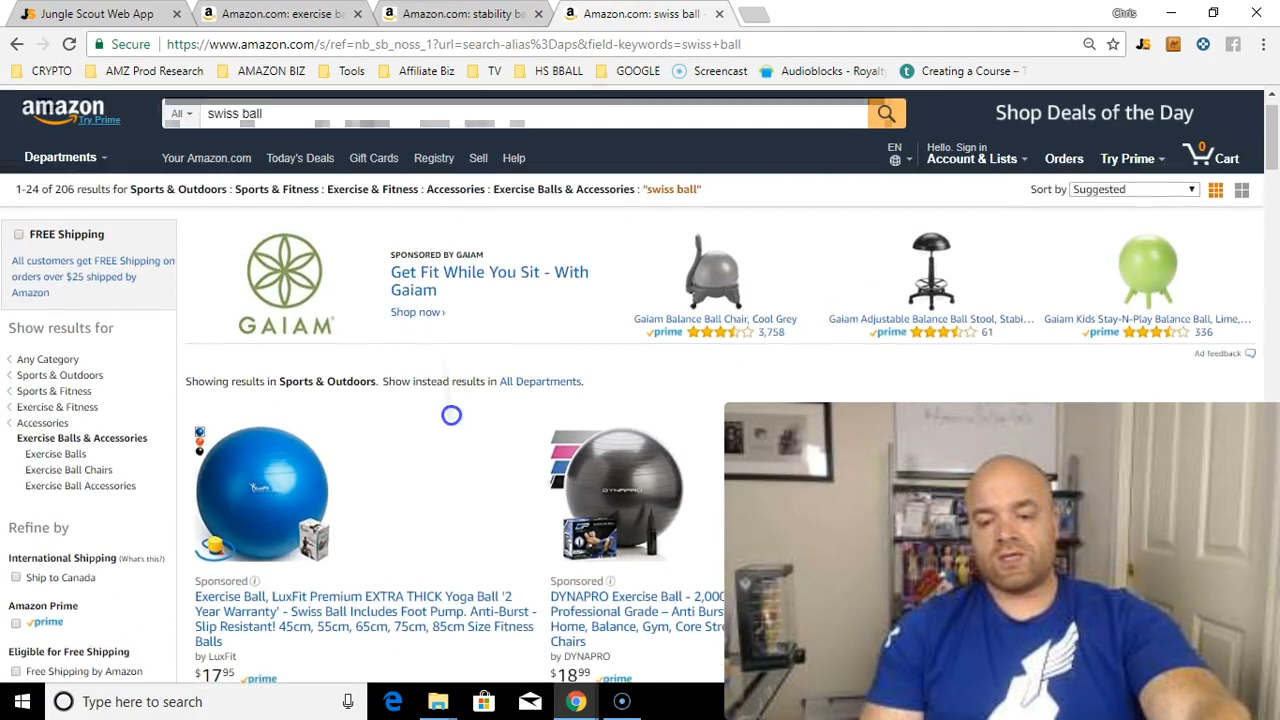 Jungle Scout Web App
Amazon.com: exercise b
Amazon.com: stability ba
Amazon.com: swiss ball -
Chris
Secure
https://www.amazon.com/s/ref=nb_sb_noss_1?url=search-alias%3Daps&field-keywords=swiss+ball
CRYPTO AMZ Prod Research AMAZON BIZ Tools Affiliate Biz TV HS BBALL GOOGLE Screencast Audioblocks - Royalt Creating a Course –
amazon
Try Prime
All
swiss ball
Shop Deals of the Day
Departments
Your Amazon.com Today's Deals Gift Cards Registry Sell Help
EN
Hello. Sign in
Account & Lists
Orders
Try Prime
0
Cart
1-24 of 206 results for Sports & Outdoors : Sports & Fitness : Exercise & Fitness : Accessories : Exercise Balls & Accessories : "swiss ball"
Sort by Suggested
FREE Shipping
All customers get FREE Shipping on
orders over $25 shipped by
Amazon
Show results for
Any Category
Sports & Outdoors
Sports & Fitness
Exercise & Fitness
Accessories
Exercise Balls & Accessories
Exercise Balls
Exercise Ball Chairs
Exercise Ball Accessories
Refine by
International Shipping (What's this?)
Ship to Canada
Amazon Prime
prime
Eligible for Free Shipping
Free Shipping by Amazon
GAIAM
SPONSORED BY GAIAM
Get Fit While You Sit - With
Gaiam
Shop now
Gaiam Balance Ball Chair, Cool Grey
prime 3,758
Gaiam Adjustable Balance Ball Stool, Stabi...
prime 61
Gaiam Kids Stay-N-Play Balance Ball, Lime,...
prime 336
Ad feedback
Showing results in Sports & Outdoors. Show instead results in All Departments.
LuxFit
DYNAPRO
Sponsored
Exercise Ball, LuxFit Premium EXTRA THICK Yoga Ball '2
Year Warranty' - Swiss Ball Includes Foot Pump. Anti-Burst -
Slip Resistant! 45cm, 55cm, 65cm, 75cm, 85cm Size Fitness
Balls
by LuxFit
$17 95 prime
Sponsored
DYNAPRO Exercise Ball - 2,000
Professional Grade – Anti Burs
Home, Balance, Gym, Core Stre
Chairs
by DYNAPRO
$18 99 prime
Type here to search